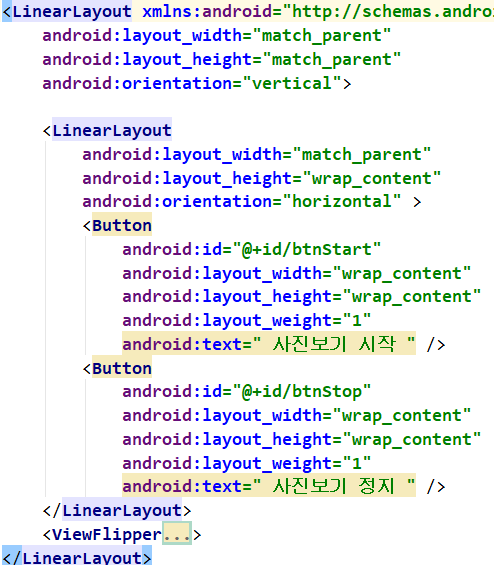 <LinearLayout xmlns:android="http://schemas.andro
    android:layout_width="match_parent"
    android:layout_height="match_parent"
    android:orientation="vertical">

    <LinearLayout
        android:layout_width="match_parent"
        android:layout_height="wrap_content"
        android:orientation="horizontal" >
        <Button
            android:id="@+id/btnStart"
            android:layout_width="wrap_content"
            android:layout_height="wrap_content"
            android:layout_weight="1"
            android:text=" 사진보기 시작 " />
        <Button
            android:id="@+id/btnStop"
            android:layout_width="wrap_content"
            android:layout_height="wrap_content"
            android:layout_weight="1"
            android:text=" 사진보기 정지 " />
    </LinearLayout>
    <ViewFlipper...>
</LinearLayout>